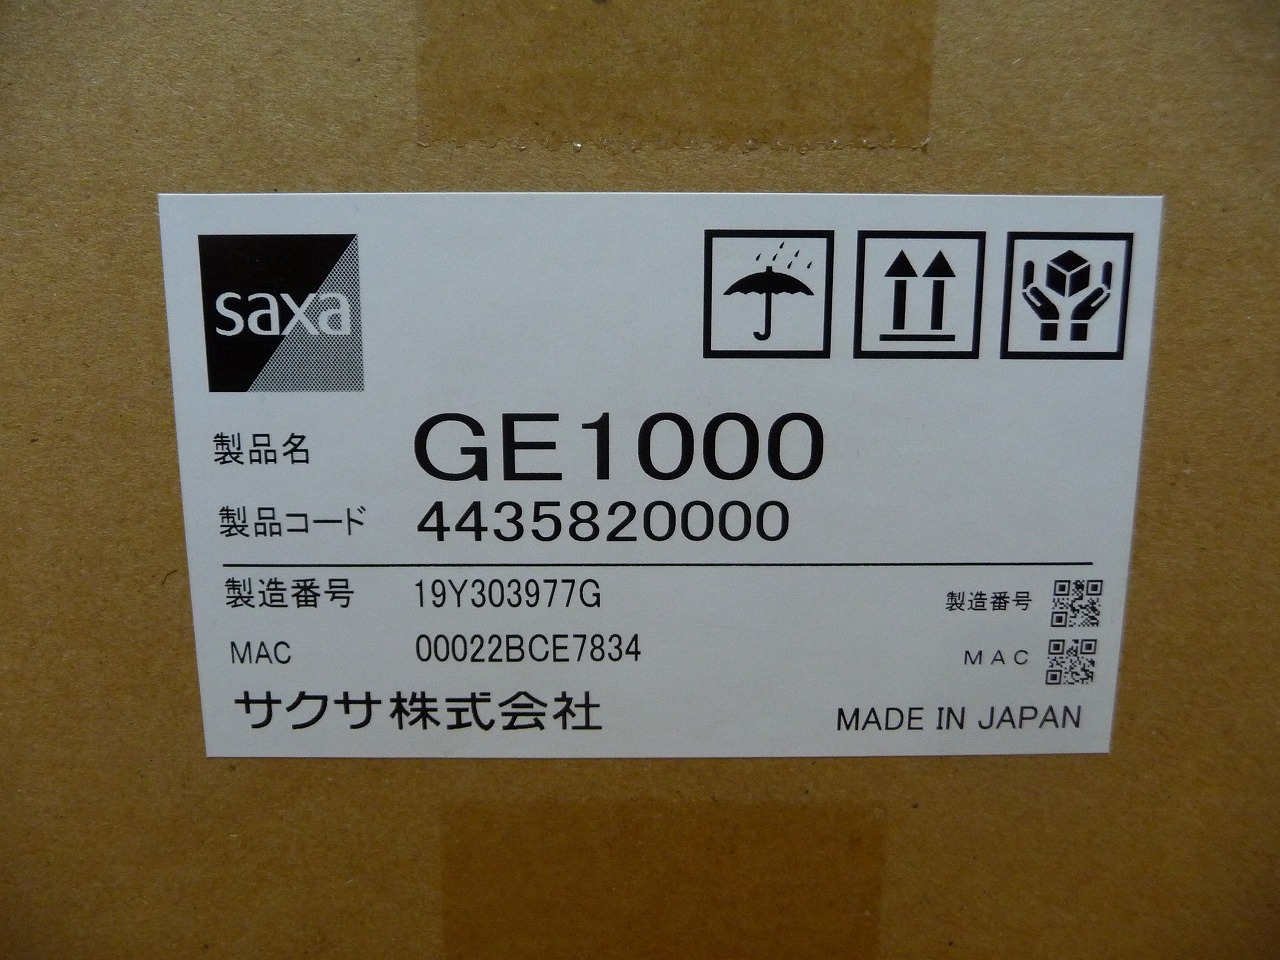 saxa
製品名 GE1000
製品コード 4435820000
製造番号 19Y303977G 製造番号
MAC 00022BCE7834 MAC
サクサ株式会社 MADE IN JAPAN